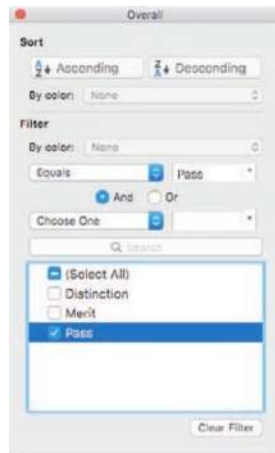 Overall
Sort
A Z Ascending Z A Descending
By color: None
Filter
By color: None
Equals Pass
And Or
Choose One
Search
(Select All)
Distinction
Merit
Pass
Clear Filter